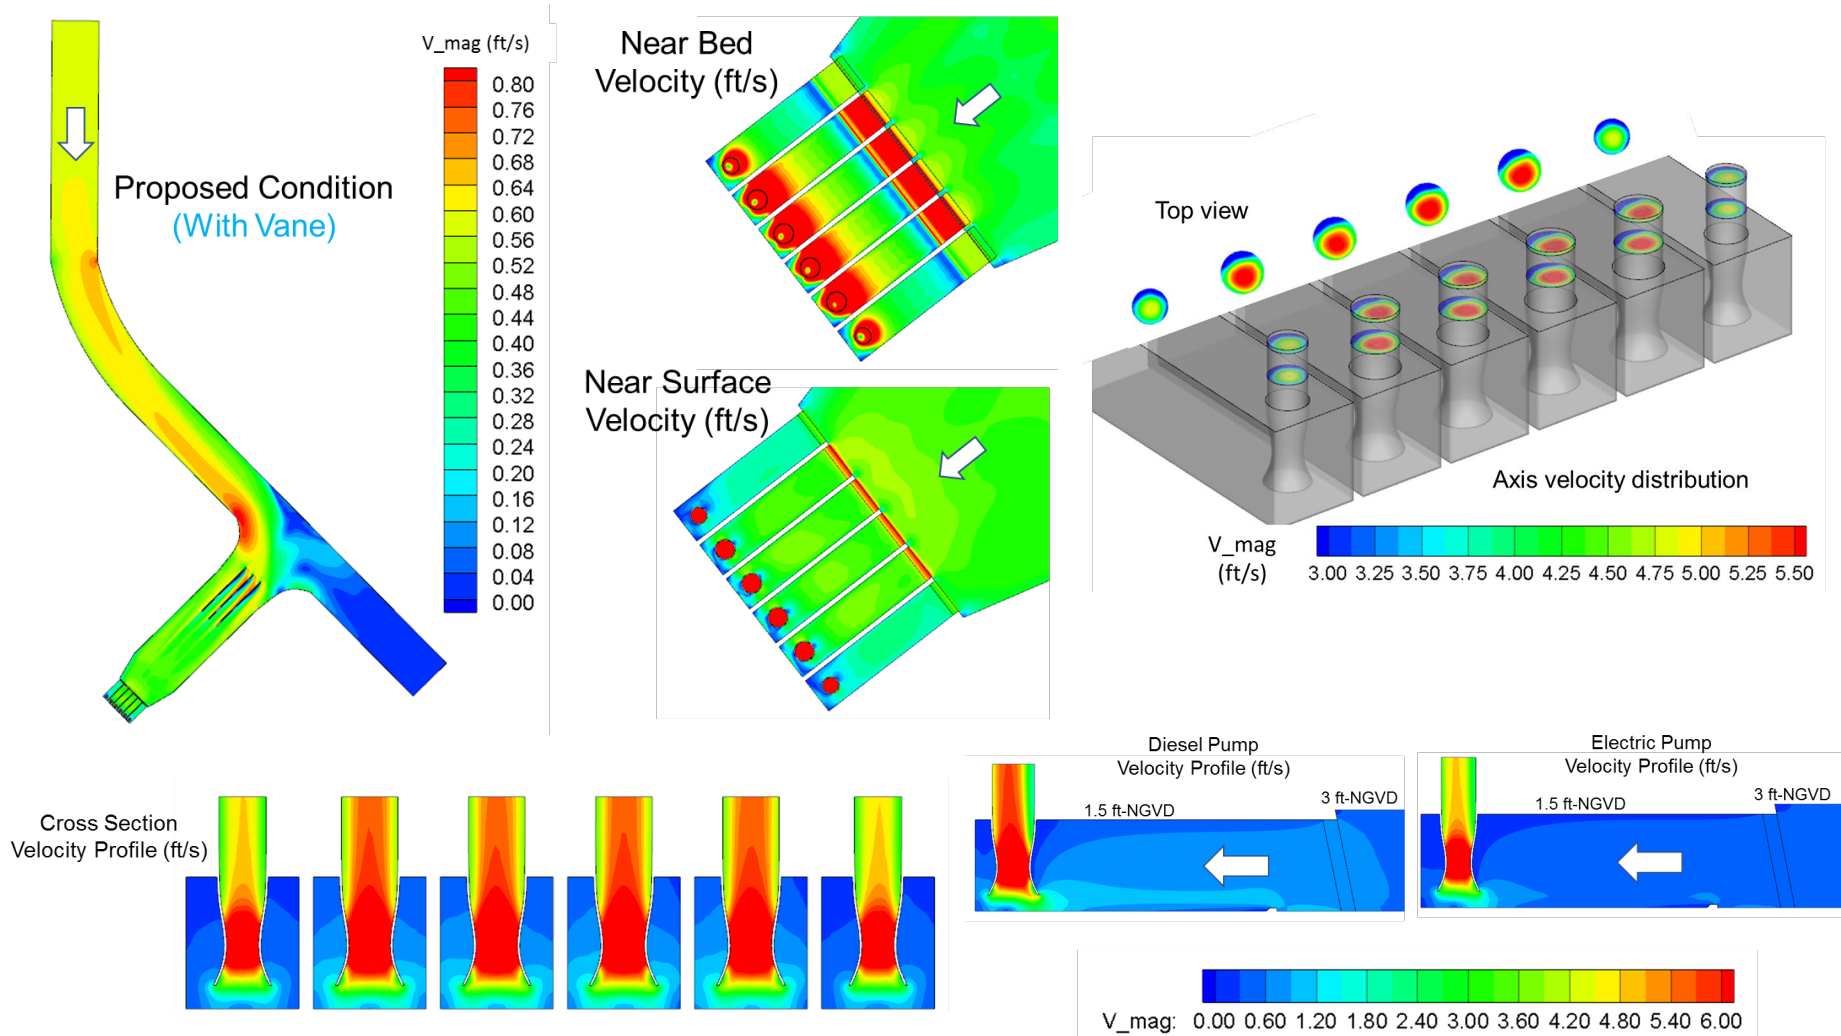 V_mag (ft/s)
0.80
0.76
0.72
0.68
0.64
0.60
0.56
0.52
0.48
0.44
0.40
0.36
0.32
0.28
0.24
0.20
0.16
0.12
0.08
0.04
0.00
Proposed Condition
(With Vane)
Near Bed
Velocity (ft/s)
Near Surface
Velocity (ft/s)
Top view
Axis velocity distribution
V_mag
(ft/s)
3.00 3.25 3.50 3.75 4.00 4.25 4.50 4.75 5.00 5.25 5.50
Cross Section
Velocity Profile (ft/s)
Diesel Pump
Velocity Profile (ft/s)
1.5 ft-NGVD
3 ft-NGVD
Electric Pump
Velocity Profile (ft/s)
1.5 ft-NGVD
3 ft-NGVD
V_mag: 0.00 0.60 1.20 1.80 2.40 3.00 3.60 4.20 4.80 5.40 6.00